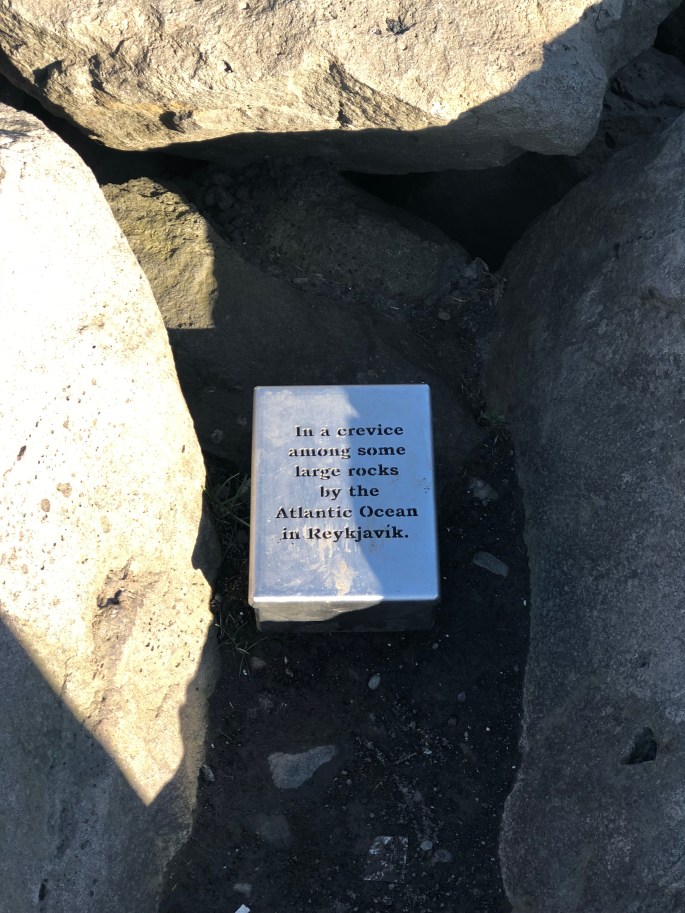 In a crevice
among some
large rocks
by the
Atlantic Ocean
in Reykjavík.